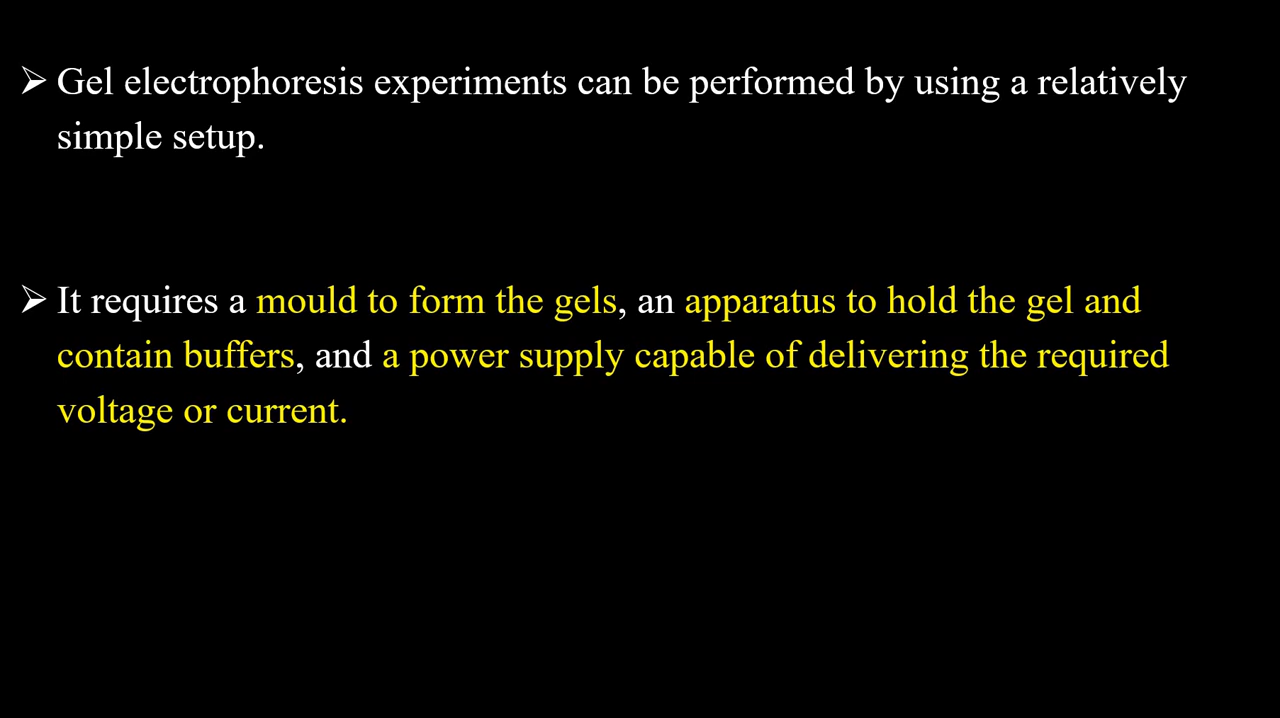 ➢ Gel electrophoresis experiments can be performed by using a relatively
simple setup.
➢ It requires a mould to form the gels, an apparatus to hold the gel and
contain buffers, and a power supply capable of delivering the required
voltage or current.